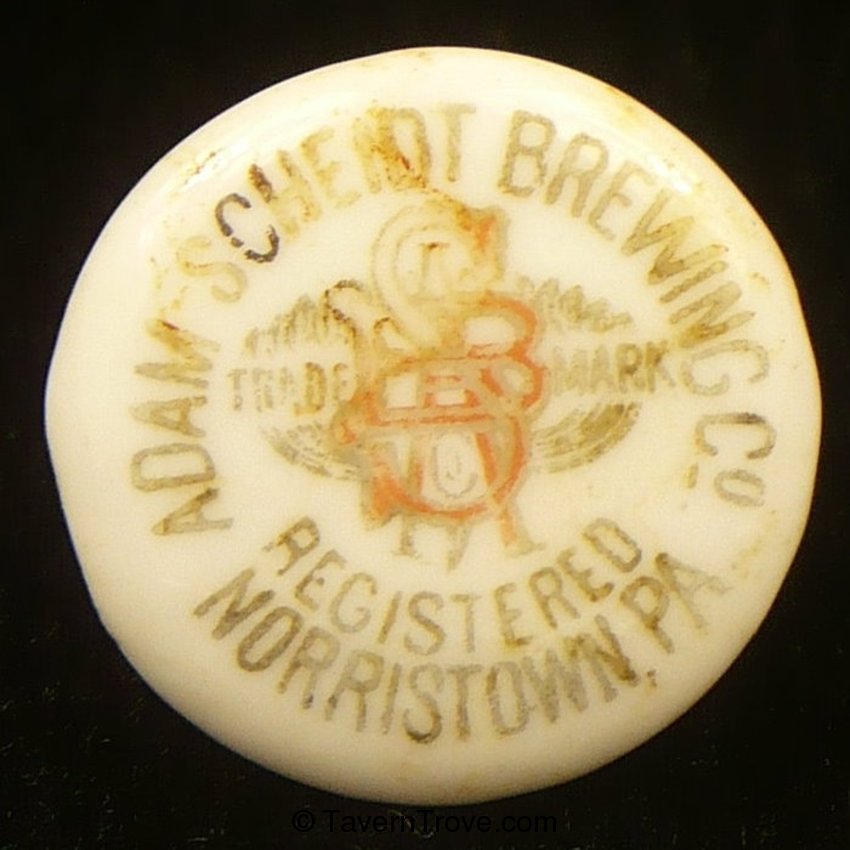 ADAM SCHEIDT BREWING CO
TRADE MARK
REGISTERED
NORRISTOWN, PA
© TavernTrove.com